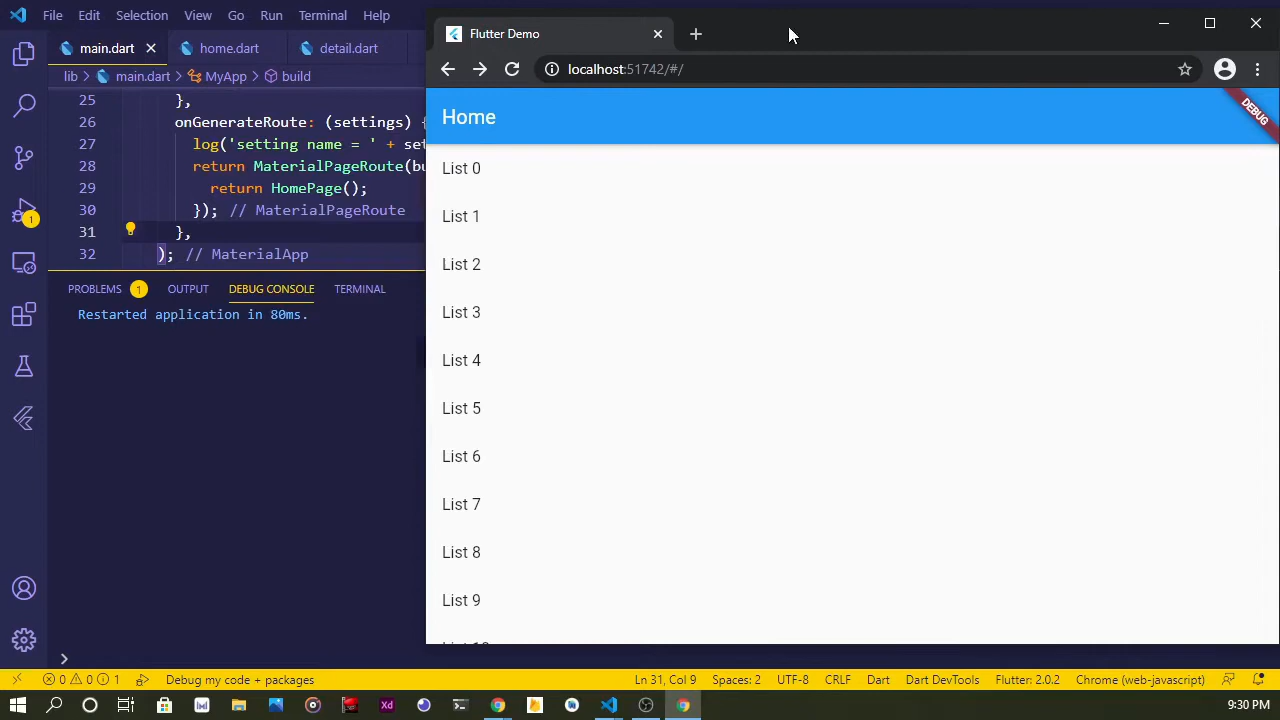 File Edit Selection View Go Run Terminal Help
main.dart home.dart detail.dart
lib > main.dart > MyApp > build
25 },
26 onGenerateRoute: (settings) {
27 log('setting name = ' + set
28 return MaterialPageRoute(bu
29 return HomePage();
30 }); // MaterialPageRoute
31 },
32 ); // MaterialApp
PROBLEMS 1 OUTPUT DEBUG CONSOLE TERMINAL
Restarted application in 80ms.
1
Flutter Demo
localhost:51742/#/
Home
DEBUG
List 0
List 1
List 2
List 3
List 4
List 5
List 6
List 7
List 8
List 9
0 0 1 Debug my code + packages Ln 31, Col 9 Spaces: 2 UTF-8 CRLF Dart Dart DevTools Flutter: 2.0.2 Chrome (web-javascript)
Xd 9:30 PM